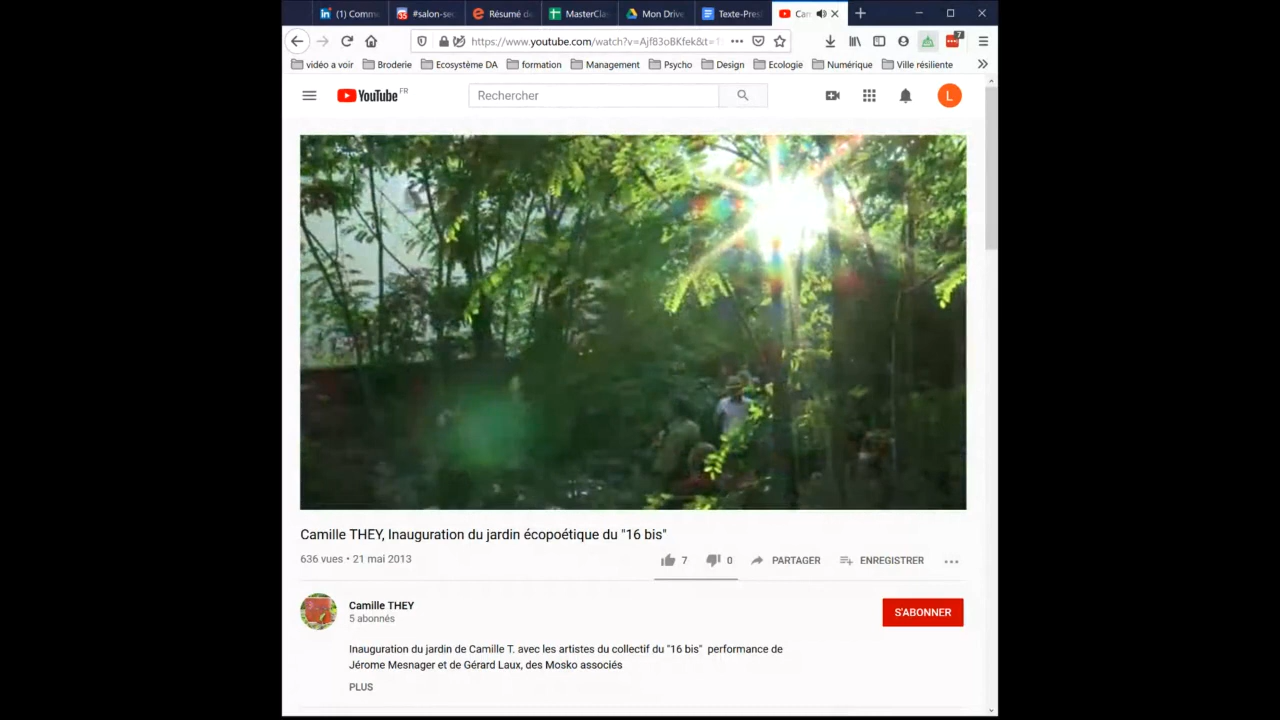 (1) Comm
#salon-se
Résumé de
MasterClas
Mon Drive
Texte-Pres
Cam
https://www.youtube.com/watch?v=Ajf83oBKfek&t=1
7
vidéo a voir Broderie Ecosystème DA formation Management Psycho Design Ecologie Numérique Ville résiliente
YouTube FR
Rechercher
L
Camille THEY, Inauguration du jardin écopoétique du "16 bis"
636 vues • 21 mai 2013
7 0 PARTAGER ENREGISTRER
Camille THEY
5 abonnés
S'ABONNER
Inauguration du jardin de Camille T. avec les artistes du collectif du "16 bis" performance de
Jérome Mesnager et de Gérard Laux, des Mosko associés
PLUS